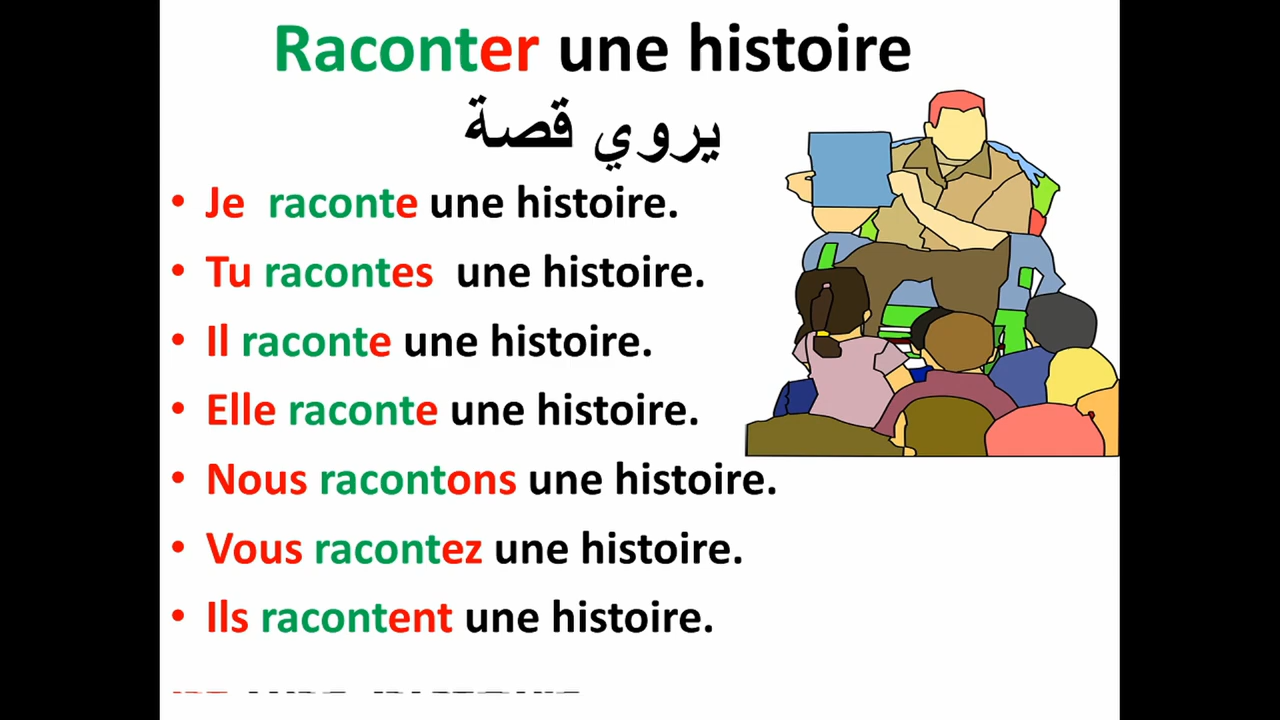 Raconter une histoire
يروي قصة
• Je raconte une histoire.
• Tu racontes une histoire.
• Il raconte une histoire.
• Elle raconte une histoire.
• Nous racontons une histoire.
• Vous racontez une histoire.
• Ils racontent une histoire.